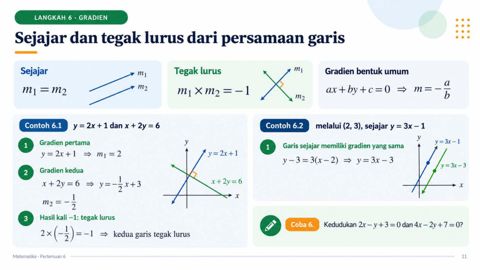 LANGKAH 6 - GRADIEN
Sejajar dan tegak lurus dari persamaan garis
Sejajar
m₁ = m₂
m₁
m₂
Tegak lurus
m₁ × m₂ = −1
m₁
m₂
Gradien bentuk umum
ax + by + c = 0 ⇒ m = −a/b
Contoh 6.1 y = 2x + 1 dan x + 2y = 6
1 Gradien pertama
y = 2x + 1 ⇒ m₁ = 2
2 Gradien kedua
x + 2y = 6 ⇒ y = −1/2 x + 3
m₂ = −1/2
3 Hasil kali −1: tegak lurus
2 × (−1/2) = −1 ⇒ kedua garis tegak lurus
y
y = 2x + 1
x + 2y = 6
x
Contoh 6.2 melalui (2, 3), sejajar y = 3x − 1
1 Garis sejajar memiliki gradien yang sama
y − 3 = 3(x − 2) ⇒ y = 3x − 3
y
y = 3x − 1
y = 3x − 3
x
Coba 6. Kedudukan 2x − y + 3 = 0 dan 4x − 2y + 7 = 0?
Matematika - Pertemuan 6
11